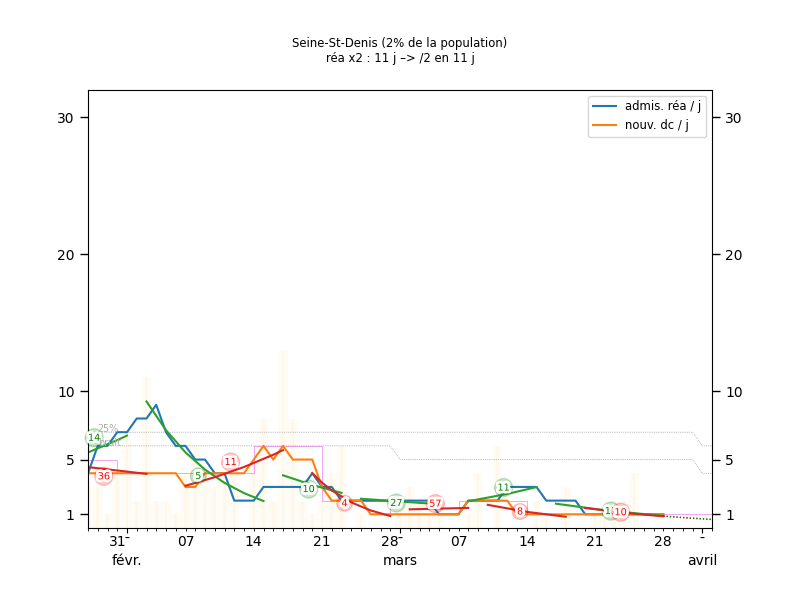 Seine-St-Denis (2% de la population)
réa x2 : 11 j –> /2 en 11 j
admis. réa / j
nouv. dc / j
30 30
20 20
10 10
5 5
1 1
25%
14
36
5
11
10
4
27
57
11
8
10
31- 07 14 21 28- 07 14 21 28 -
févr. mars avril